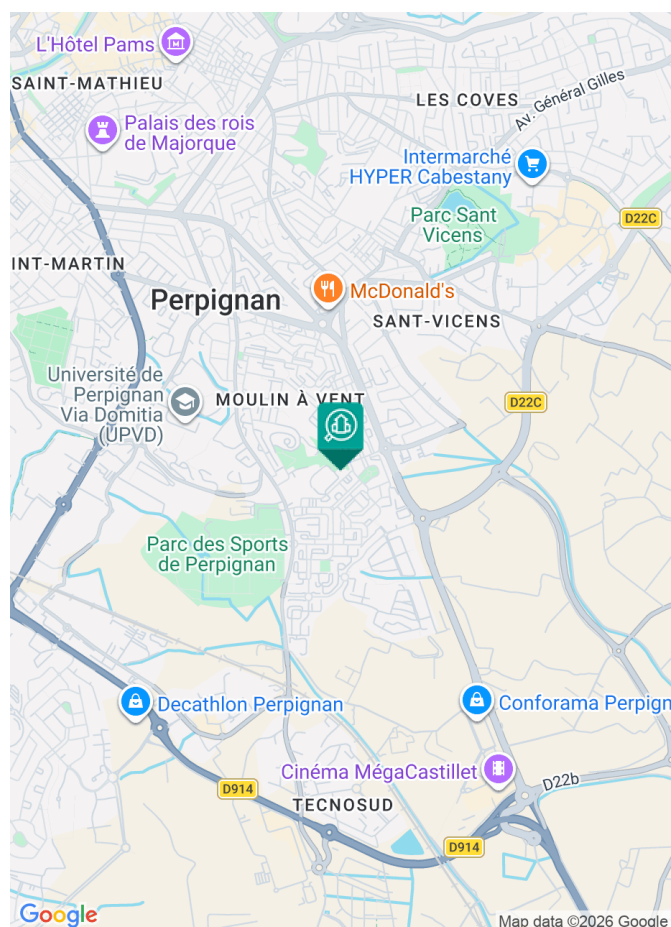 L'Hôtel Pams
SAINT-MATHIEU
LES COVES
Av. Général Gilles
Palais des rois
de Majorque
Intermarché
HYPER Cabestany
Parc Sant
Vicens
D22C
INT-MARTIN
Perpignan
McDonald's
SANT-VICENS
Université de
Perpignan
Via Domitia
(UPVD)
MOULIN À VENT
D22C
Parc des Sports
de Perpignan
Decathlon Perpignan
Conforama Perpign
Cinéma MégaCastillet
D22b
D914
TECNOSUD
D914
Google
Map data ©2026 Google